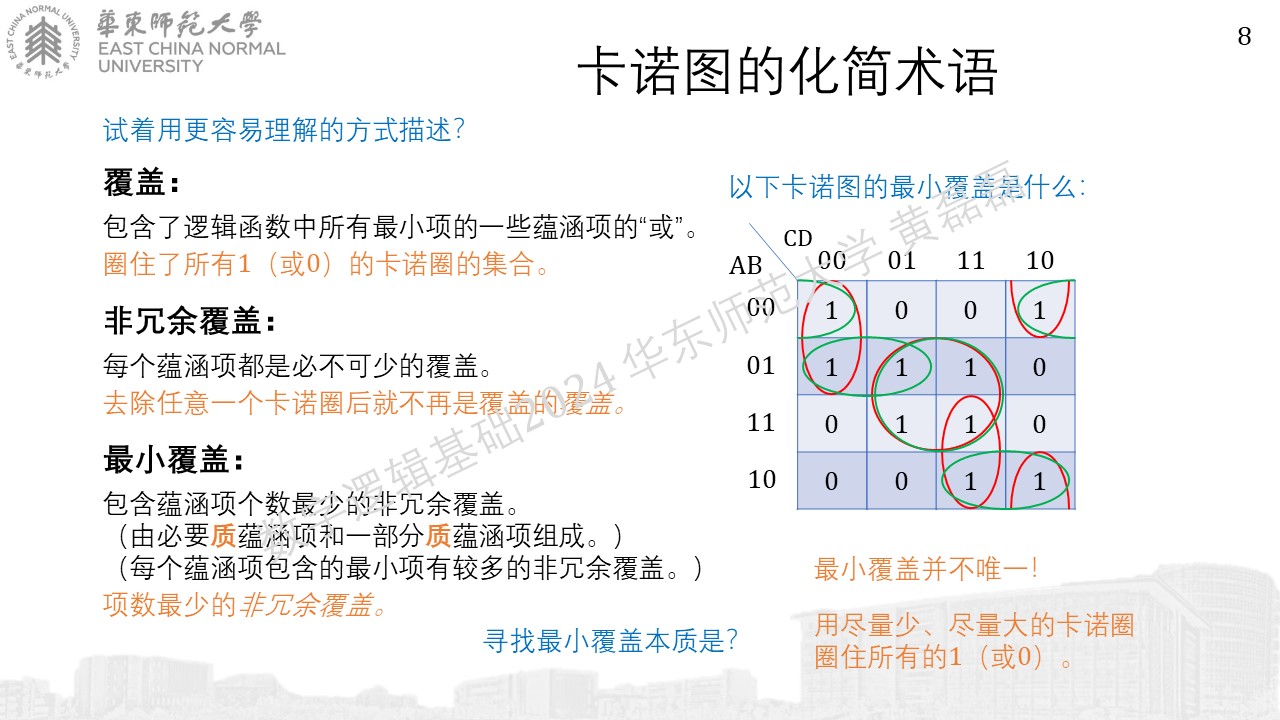 華東師范大學
EAST CHINA NORMAL
UNIVERSITY
EAST CHINA NORMAL UNIVERSITY
華東师范大學
8
卡诺图的化简术语
试着用更容易理解的方式描述？
覆盖：
包含了逻辑函数中所有最小项的一些蕴涵项的“或”。
圈住了所有1（或0）的卡诺圈的集合。
非冗余覆盖：
每个蕴涵项都是必不可少的覆盖。
去除任意一个卡诺圈后就不再是覆盖的覆盖。
最小覆盖：
包含蕴涵项个数最少的非冗余覆盖。
（由必要质蕴涵项和一部分质蕴涵项组成。）
（每个蕴涵项包含的最小项有较多的非冗余覆盖。）
项数最少的非冗余覆盖。
寻找最小覆盖本质是？
以下卡诺图的最小覆盖是什么：
CD
AB 00 01 11 10
00 1 0 0 1
01 1 1 1 0
11 0 1 1 0
10 0 0 1 1
最小覆盖并不唯一！
用尽量少、尽量大的卡诺圈
圈住所有的1（或0）。
数字逻辑基础2024 华东师范大学 黄磊磊